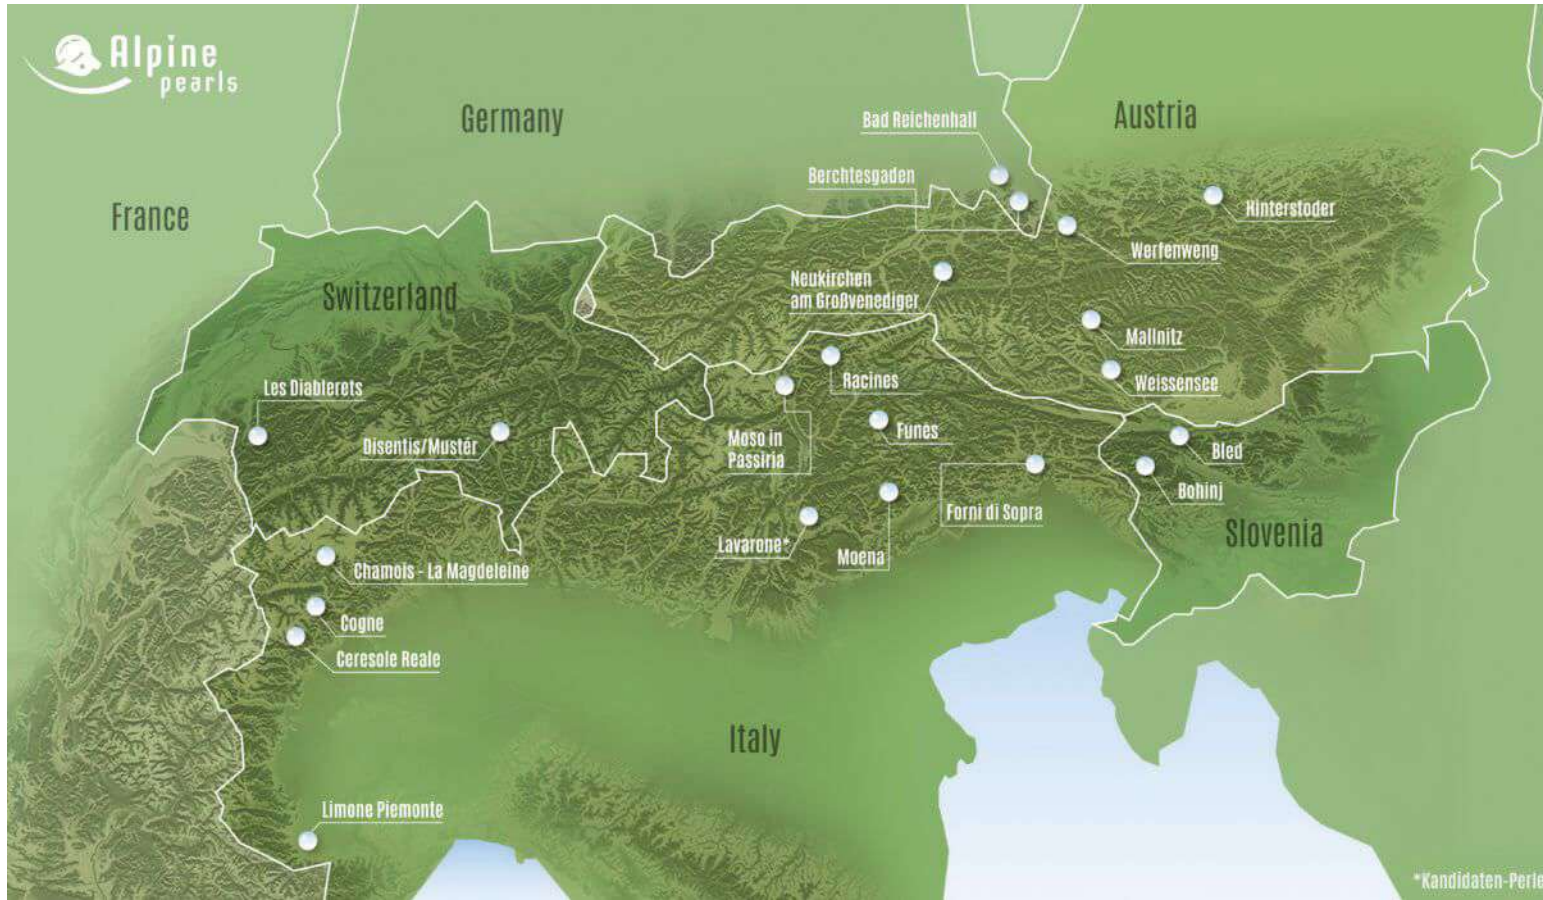 Alpine
pearls
Germany
Austria
Bad Reichenhall
Berchtesgaden
France
Hinterstoder
Werfenweng
Neukirchen
am Großvenediger
Switzerland
Mallnitz
Racines
Weissensee
Les Diablerets
Disentis/Mustér
Moso in
Passiria
Funes
Bled
Bohinj
Forni di Sopra
Slovenia
Lavarone*
Moena
Chamois - La Magdeleine
Cogne
Ceresole Reale
Italy
Limone Piemonte
*Kandidaten-Perle